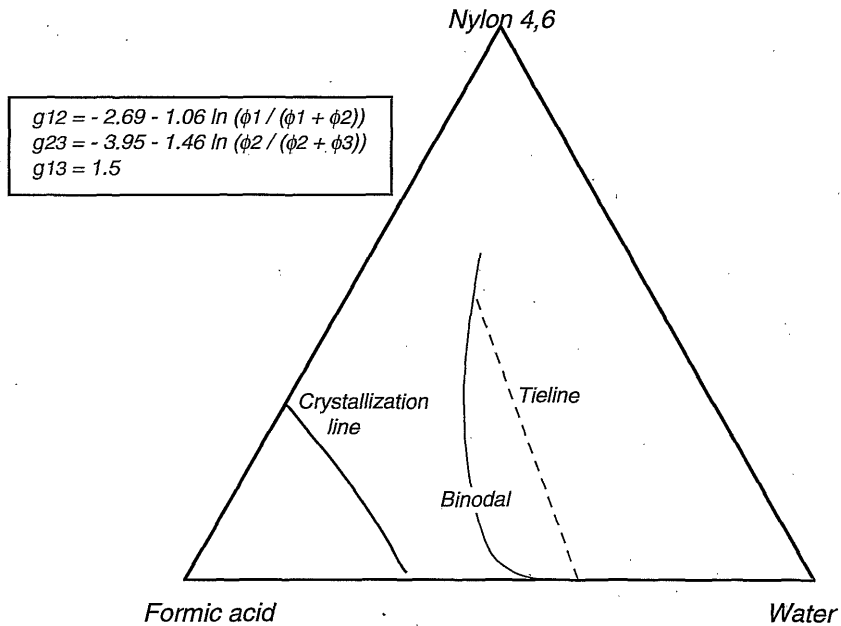 Nylon 4,6
g12 = - 2.69 - 1.06 ln (ϕ1 / (ϕ1 + ϕ2))
g23 = - 3.95 - 1.46 ln (ϕ2 / (ϕ2 + ϕ3))
g13 = 1.5
Crystallization
line
Tieline
Binodal
Formic acid
Water